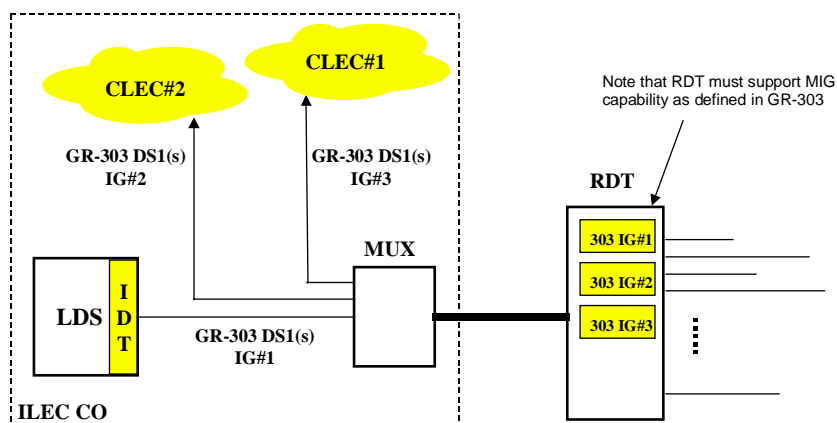 CLEC#1
CLEC#2
Note that RDT must support MIG
capability as defined in GR-303
GR-303 DS1(s)
IG#2
GR-303 DS1(s)
IG#3
RDT
MUX
303 IG#1
303 IG#2
303 IG#3
LDS
I
D
T
GR-303 DS1(s)
IG#1
ILEC CO